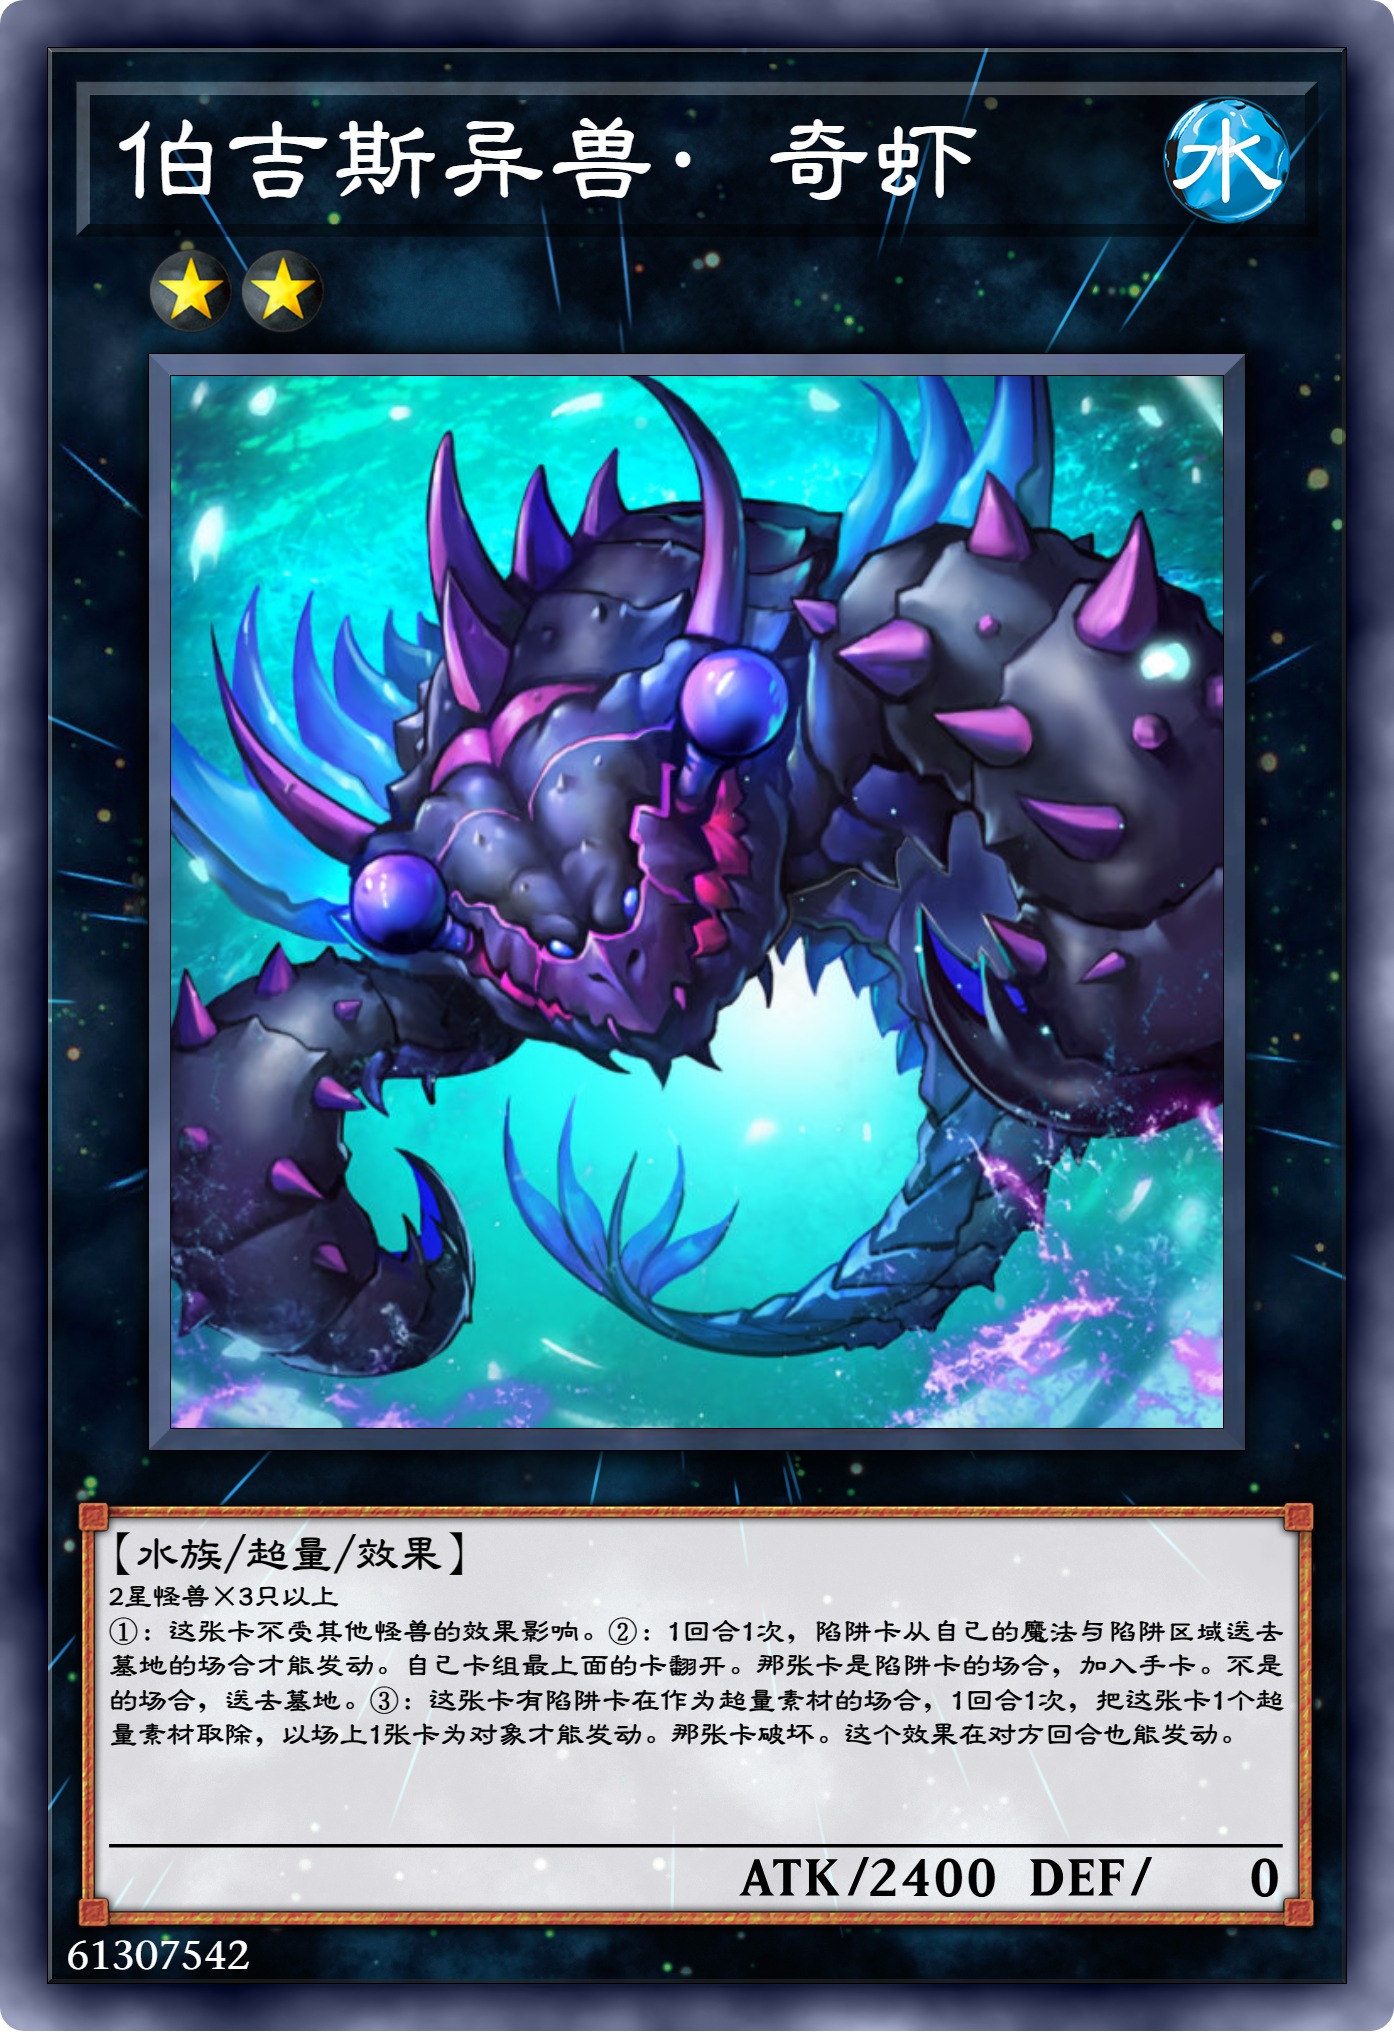 伯吉斯异兽·奇虾
水
【水族/超量/效果】
2星怪兽×3只以上
①：这张卡不受其他怪兽的效果影响。②：1回合1次，陷阱卡从自己的魔法与陷阱区域送去
墓地的场合才能发动。自己卡组最上面的卡翻开。那张卡是陷阱卡的场合，加入手卡。不是
的场合，送去墓地。③：这张卡有陷阱卡在作为超量素材的场合，1回合1次，把这张卡1个超
量素材取除，以场上1张卡为对象才能发动。那张卡破坏。这个效果在对方回合也能发动。
ATK/2400 DEF/ 0
61307542